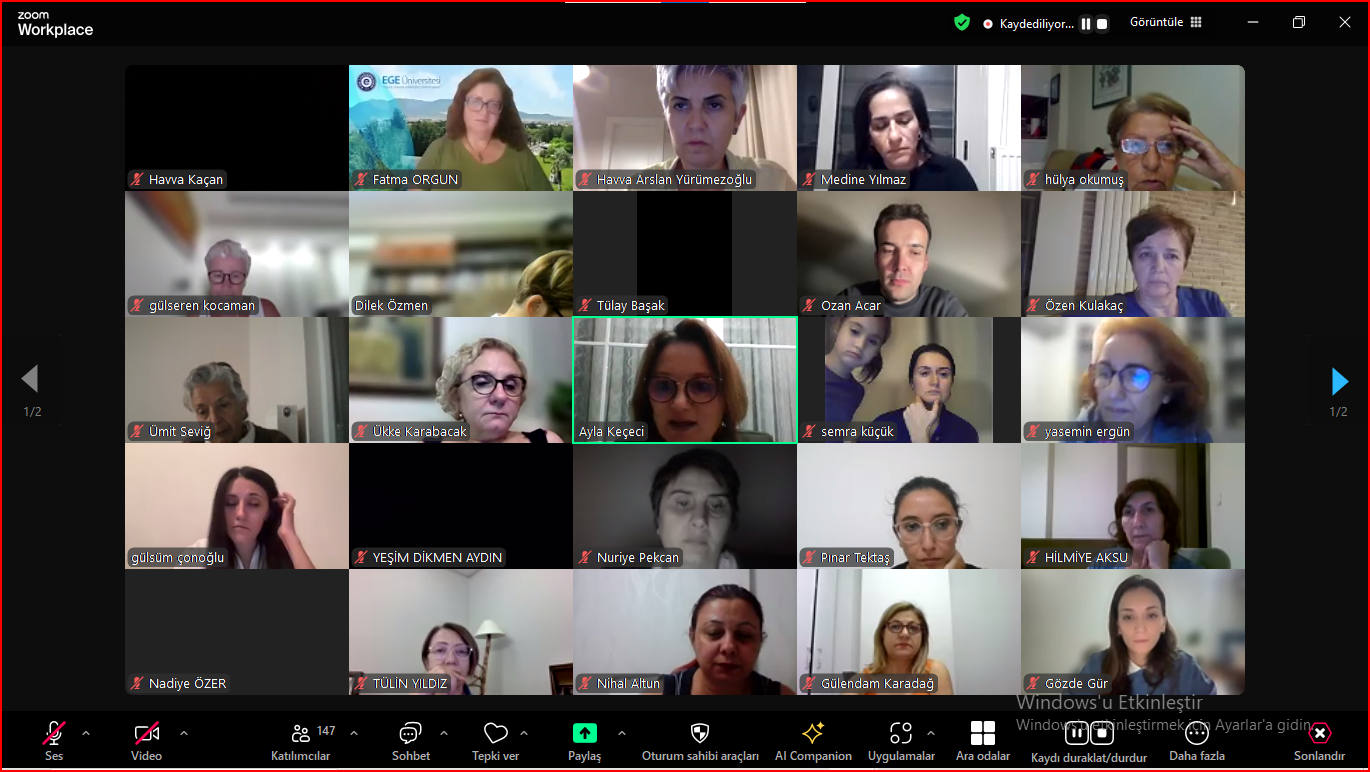 zoom
Workplace
Kaydediliyor...
Görüntüle
Havva Kaçan
EGE Üniversitesi
Fatma ORGUN
Havva Arslan Yürümezoğlu
Medine Yılmaz
hülya okumuş
gülseren kocaman
Dilek Özmen
Tülay Başak
Ozan Acar
Özen Kulakaç
Ümit Seviğ
Ükke Karabacak
Ayla Keçeci
semra küçük
yasemin ergün
1/2
1/2
gülsüm çonoğlu
YEŞİM DİKMEN AYDIN
Nuriye Pekcan
Pınar Tektaş
HİLMİYE AKSU
Nadiye ÖZER
TÜLİN YILDIZ
Nihal Altun
Gülendam Karadağ
Gözde Gür
Windows'u Etkinleştir
Windows'u etkinleştirmek için Ayarlar'a gidin.
Ses
Video
147
Katılımcılar
Sohbet
Tepki ver
Paylaş
Oturum sahibi araçları
AI Companion
Uygulamalar
Ara odalar
Kaydı duraklat/durdur
Daha fazla
Sonlandır